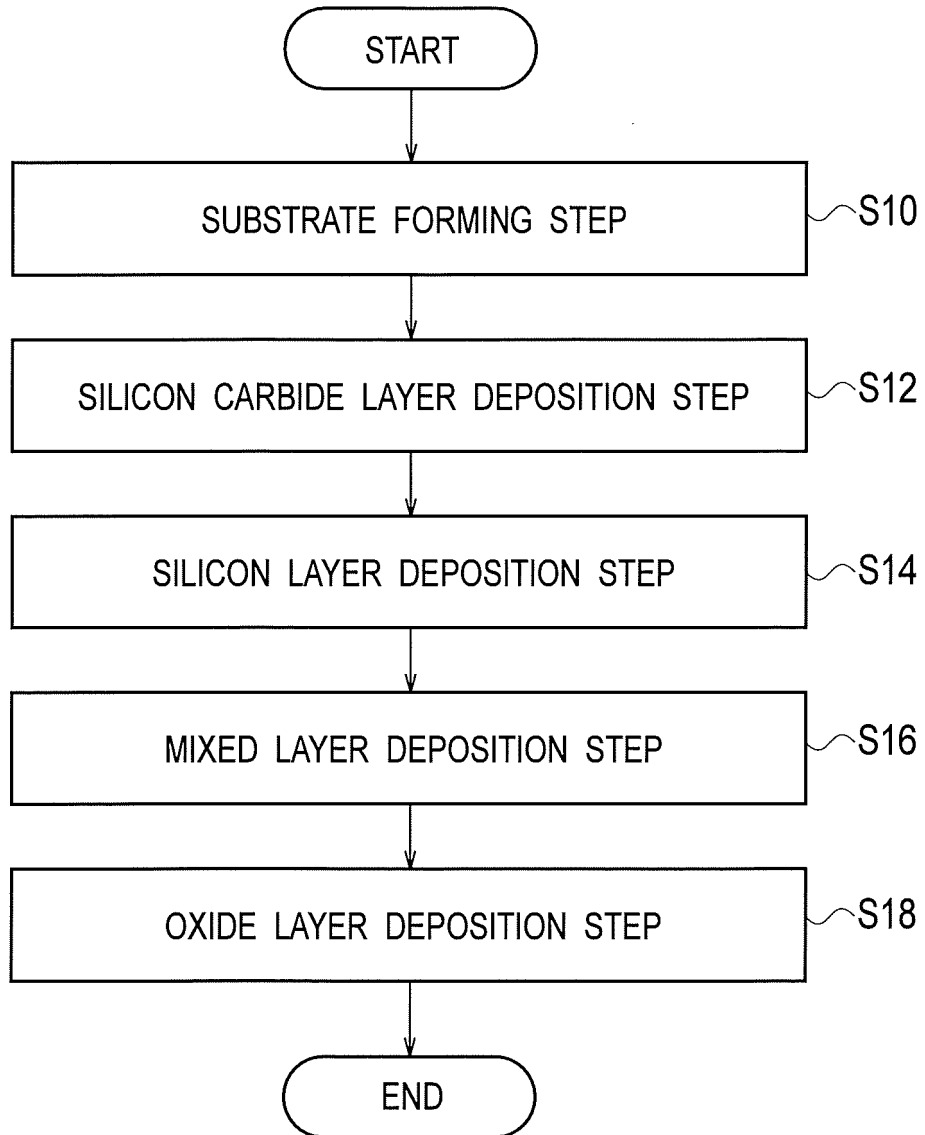 START
SUBSTRATE FORMING STEP
S10
SILICON CARBIDE LAYER DEPOSITION STEP
S12
SILICON LAYER DEPOSITION STEP
S14
MIXED LAYER DEPOSITION STEP
S16
OXIDE LAYER DEPOSITION STEP
S18
END